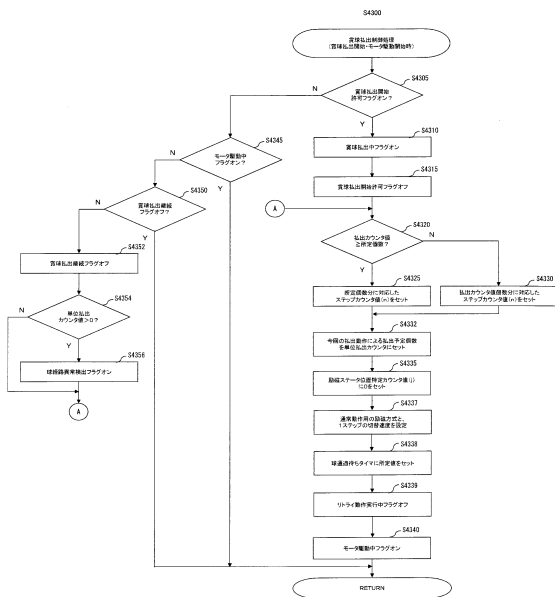 S4300
賞球払出制御処理
(賞球払出開始・モータ駆動開始時)
S4305
賞球払出開始
許可フラグオン?
N
Y
S4310
賞球払出中フラグオン
S4315
賞球払出開始許可フラグオフ
A
S4320
払出カウンタ値
≧所定個数?
N
Y
S4325
所定個数分に対応した
ステップカウンタ値(n)をセット
S4330
払出カウンタ値個数分に対応した
ステップカウンタ値(n)をセット
S4332
今回の払出動作による払出予定個数
を単位払出カウンタにセット
S4335
励磁ステータ位置特定カウンタ値(j)
に0をセット
S4337
通常動作用の励磁方式と、
1ステップの切替速度を設定
S4338
球通過待ちタイマに所定値をセット
S4339
リトライ動作実行中フラグオフ
S4340
モータ駆動中フラグオン
RETURN
S4345
モータ駆動中
フラグオン?
N
Y
S4350
賞球払出継続
フラグオフ?
N
Y
S4352
賞球払出継続フラグオフ
S4354
単位払出
カウンタ値>0?
N
Y
S4356
球経路異常検出フラグオン
A